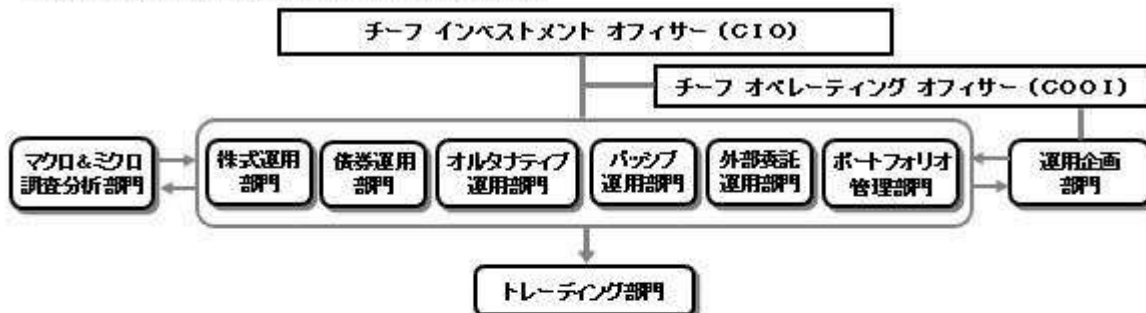 チーフ インベストメント オフィサー (CIO)
チーフ オペレーティング オフィサー (COOI)
マクロ&ミクロ
調査分析部門
株式運用
部門
債券運用
部門
オルタナティブ
運用部門
パッシブ
運用部門
外部委託
運用部門
ポートフォリオ
管理部門
運用企画
部門
トレーディング部門